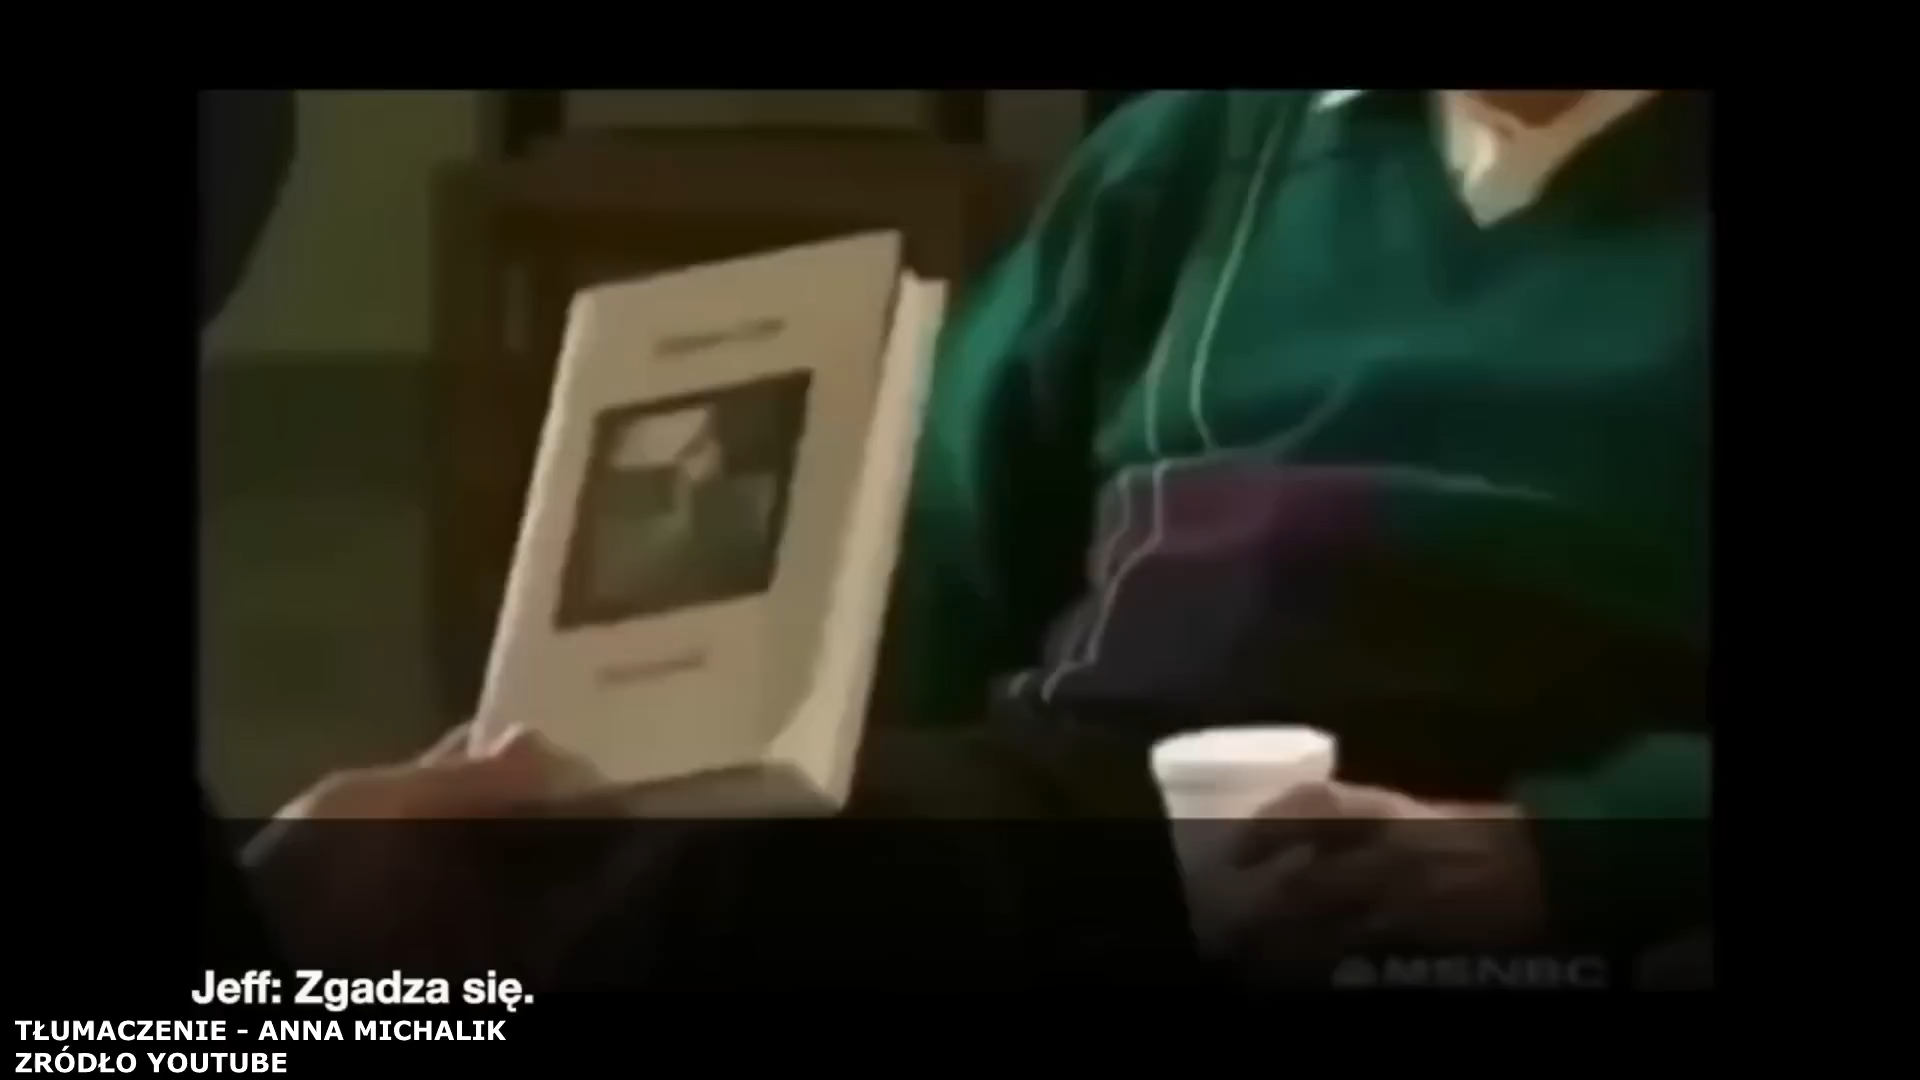 MSNBC
Jeff: Zgadza się.
TŁUMACZENIE - ANNA MICHALIK
ZRÓDŁO YOUTUBE